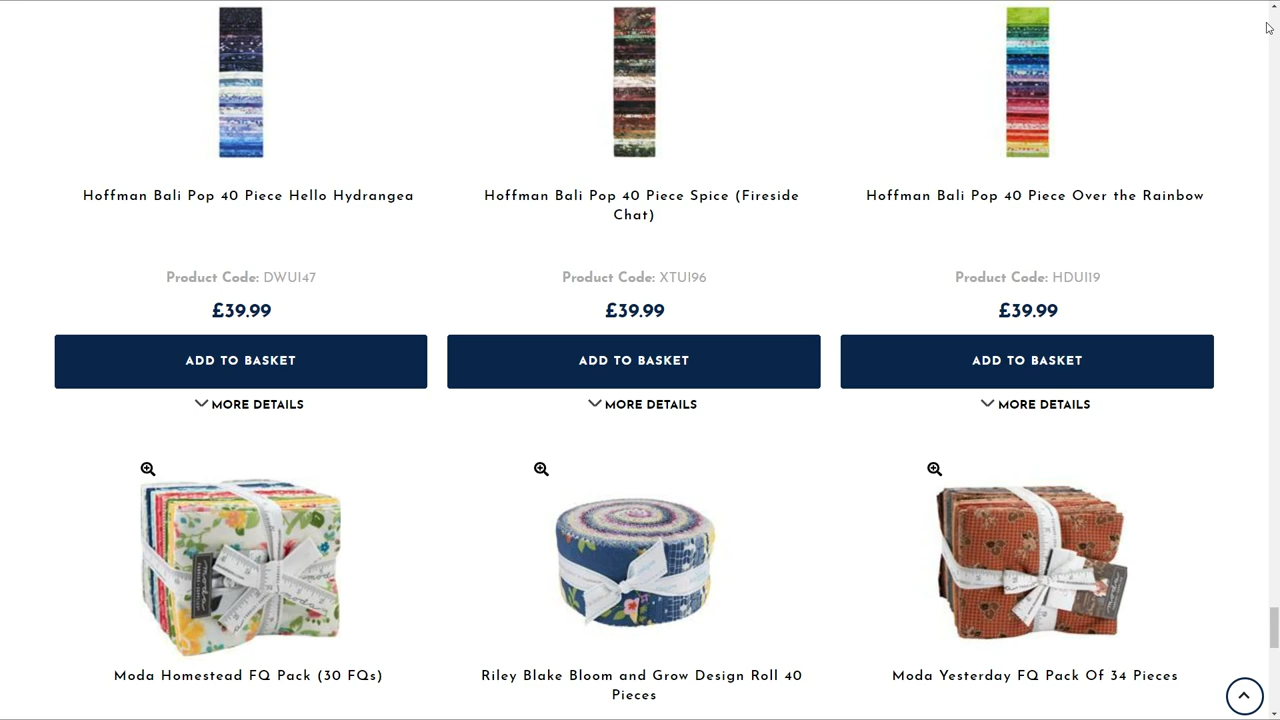 Hoffman Bali Pop 40 Piece Hello Hydrangea
Hoffman Bali Pop 40 Piece Spice (Fireside
Chat)
Hoffman Bali Pop 40 Piece Over the Rainbow
Product Code: DWUI47
Product Code: XTUI96
Product Code: HDUI19
£39.99
£39.99
£39.99
ADD TO BASKET
ADD TO BASKET
ADD TO BASKET
MORE DETAILS
MORE DETAILS
MORE DETAILS
moda
Moda Homestead FQ Pack (30 FQs)
Riley Blake Bloom and Grow Design Roll 40
Pieces
Moda Yesterday FQ Pack Of 34 Pieces